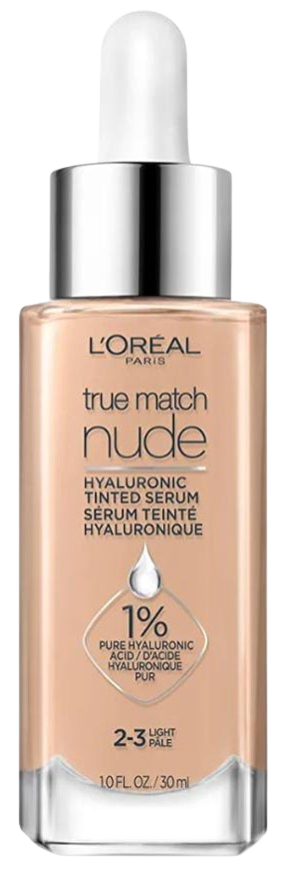 L'ORÉAL
PARIS
true match
nude
HYALURONIC
TINTED SERUM
SÉRUM TEINTÉ
HYALURONIQUE
1%
PURE HYALURONIC
ACID / D'ACIDE
HYALURONIQUE
PUR
2-3 LIGHT
PÂLE
1.0 FL. OZ. / 30 ml